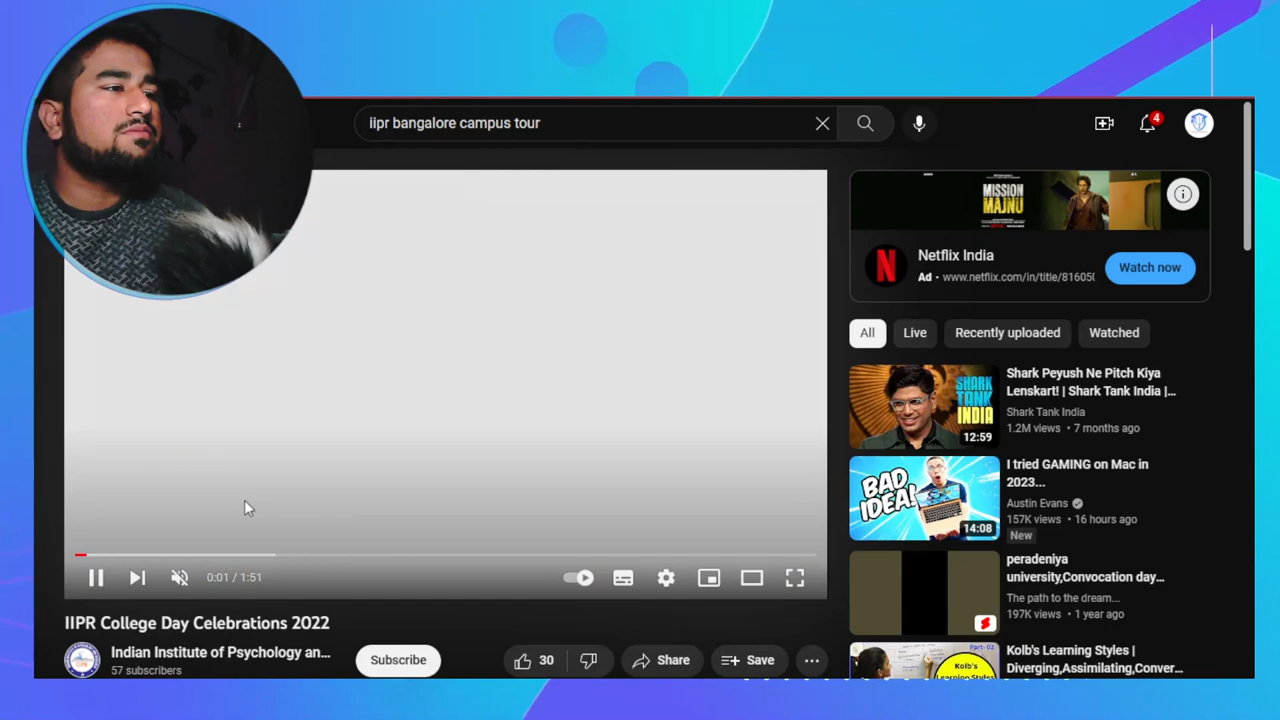 iipr bangalore campus tour
4
MISSION
MAJNU
Netflix India
Ad • www.netflix.com/in/title/81605
Watch now
All
Live
Recently uploaded
Watched
SHARK
TANK
INDIA
12:59
Shark Peyush Ne Pitch Kiya
Lenskart! | Shark Tank India |...
Shark Tank India
1.2M views • 7 months ago
BAD
IDEA!
14:08
I tried GAMING on Mac in
2023...
Austin Evans
157K views • 16 hours ago
New
peradeniya
university,Convocation day...
The path to the dream...
197K views • 1 year ago
Part- 02
Kolb's
Learning Styles
Kolb's Learning Styles |
Diverging,Assimilating,Conver...
0:01 / 1:51
IIPR College Day Celebrations 2022
Indian Institute of Psychology an...
57 subscribers
Subscribe
30
Share
Save